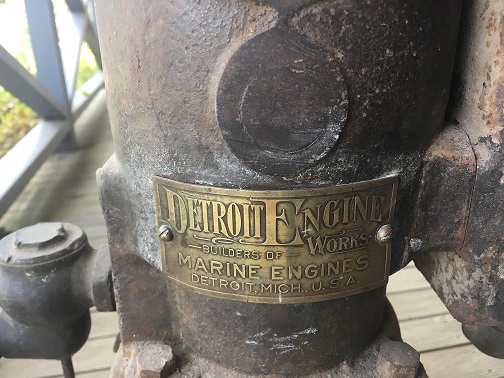 DETROIT ENGINE
WORKS
BUILDERS OF
MARINE ENGINES
DETROIT, MICH., U.S.A